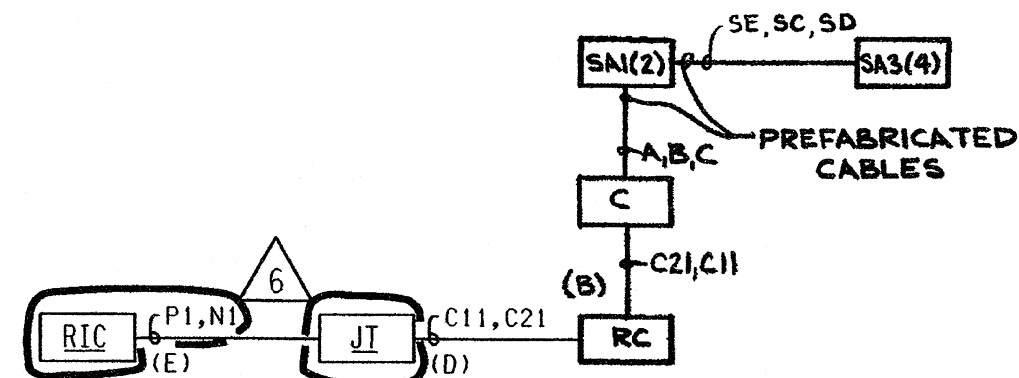 SE, SC, SD
SA1(2)
SA3(4)
PREFABRICATED
CABLES
A, B, C
C
C21, C11
(B)
6
RIC
P1, N1
(E)
JT
C11, C21
(D)
RC